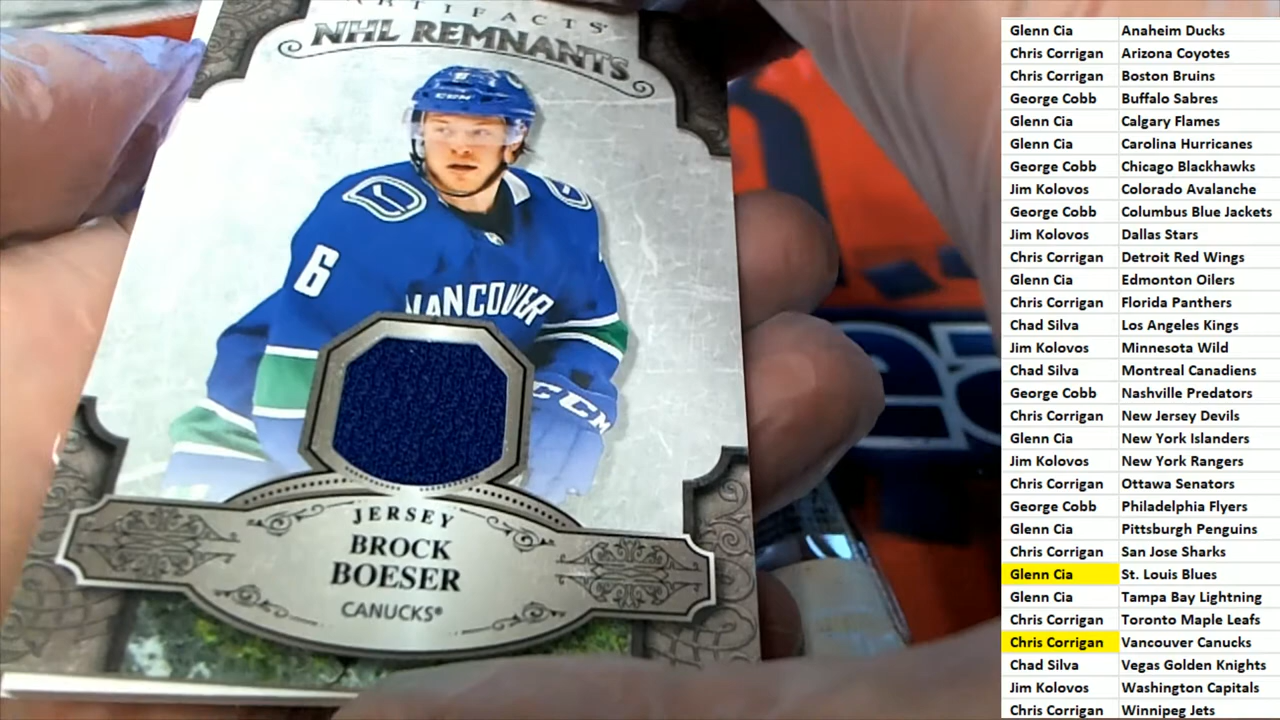 ARTIFACTS
NHL REMNANTS
CCM
6
VANCOUVER
CCM
JERSEY
BROCK
BOESER
CANUCKS®
Glenn Cia Anaheim Ducks
Chris Corrigan Arizona Coyotes
Chris Corrigan Boston Bruins
George Cobb Buffalo Sabres
Glenn Cia Calgary Flames
Glenn Cia Carolina Hurricanes
George Cobb Chicago Blackhawks
Jim Kolovos Colorado Avalanche
George Cobb Columbus Blue Jackets
Jim Kolovos Dallas Stars
Chris Corrigan Detroit Red Wings
Glenn Cia Edmonton Oilers
Chris Corrigan Florida Panthers
Chad Silva Los Angeles Kings
Jim Kolovos Minnesota Wild
Chad Silva Montreal Canadiens
George Cobb Nashville Predators
Chris Corrigan New Jersey Devils
Glenn Cia New York Islanders
Jim Kolovos New York Rangers
Chris Corrigan Ottawa Senators
George Cobb Philadelphia Flyers
Glenn Cia Pittsburgh Penguins
Chris Corrigan San Jose Sharks
Glenn Cia St. Louis Blues
Glenn Cia Tampa Bay Lightning
Chris Corrigan Toronto Maple Leafs
Chris Corrigan Vancouver Canucks
Chad Silva Vegas Golden Knights
Jim Kolovos Washington Capitals
Chris Corrigan Winnipeg Jets